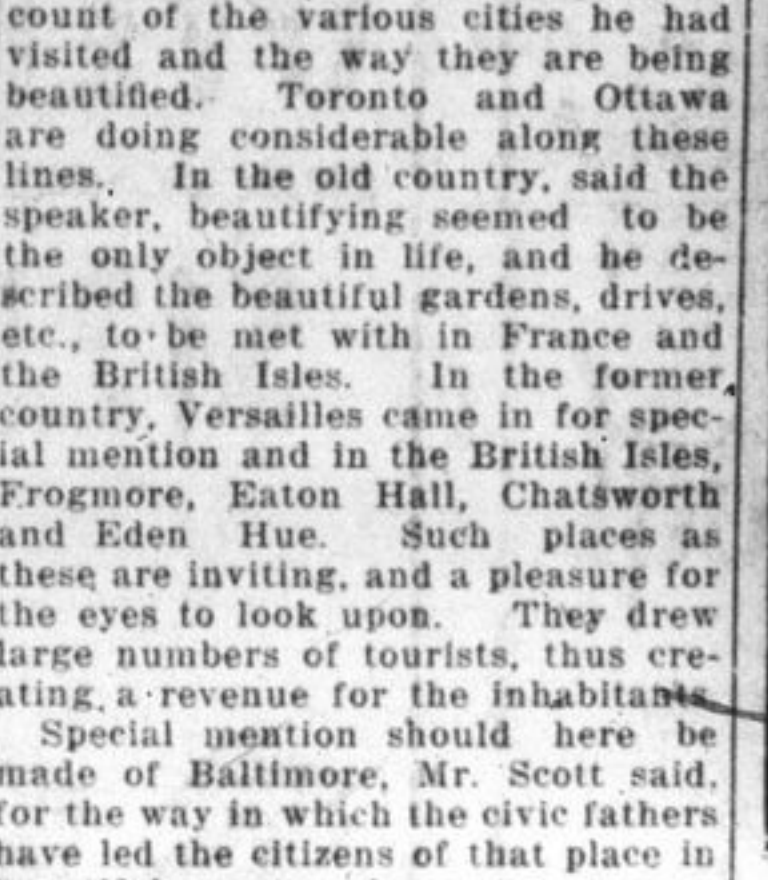 count of the various cities he had
visited and the way they are being
beautified. Toronto and Ottawa
are doing considerable along these
lines. In the old country, said the
speaker, beautifying seemed to be
the only object in life, and he de-
scribed the beautiful gardens, drives,
etc., to be met with in France and
the British Isles. In the former
country, Versailles came in for spec-
ial mention and in the British Isles,
Frogmore, Eaton Hall, Chatsworth
and Eden Hue. Such places as
these are inviting, and a pleasure for
the eyes to look upon. They drew
large numbers of tourists, thus cre-
ating a revenue for the inhabitants.
Special mention should here be
made of Baltimore, Mr. Scott said,
for the way in which the civic fathers
have led the citizens of that place in